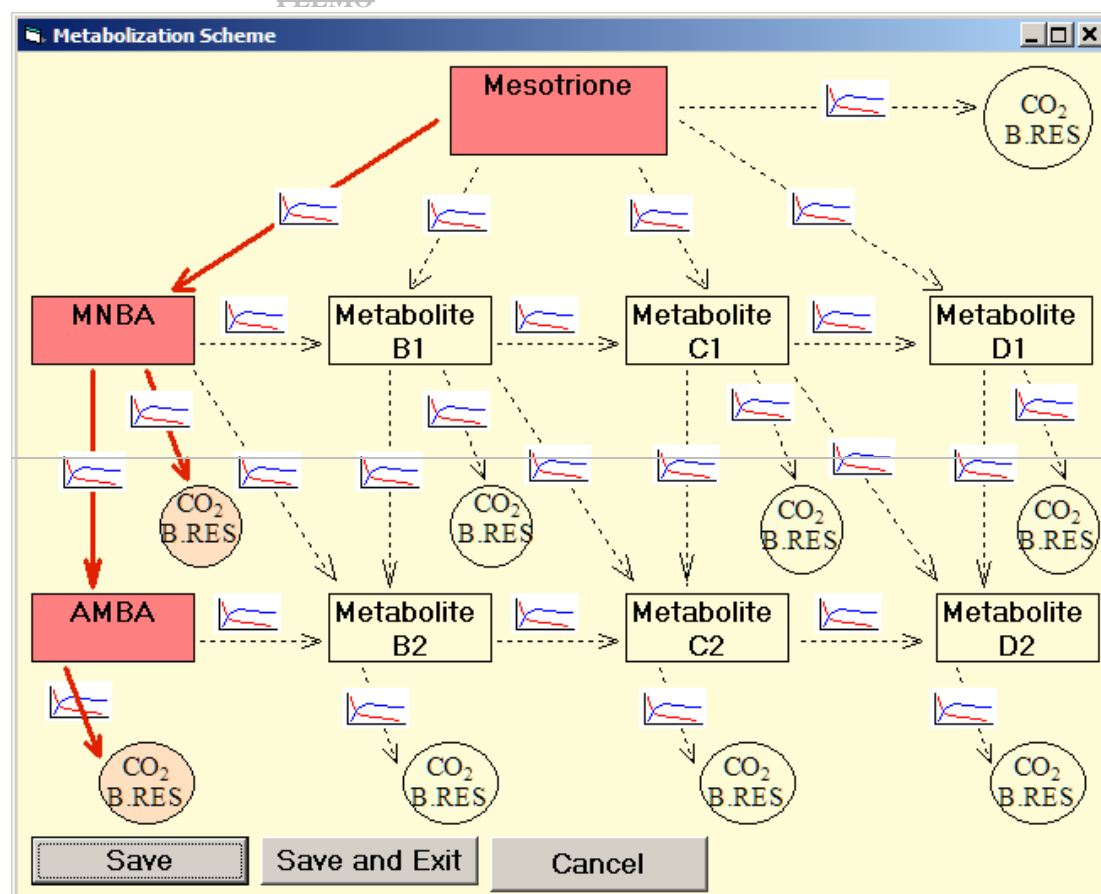 PELMO
Metabolization Scheme
Mesotrione
CO₂
B.RES
MNBA
Metabolite
B1
Metabolite
C1
Metabolite
D1
CO₂
B.RES
CO₂
B.RES
CO₂
B.RES
CO₂
B.RES
AMBA
Metabolite
B2
Metabolite
C2
Metabolite
D2
CO₂
B.RES
CO₂
B.RES
CO₂
B.RES
CO₂
B.RES
Save
Save and Exit
Cancel